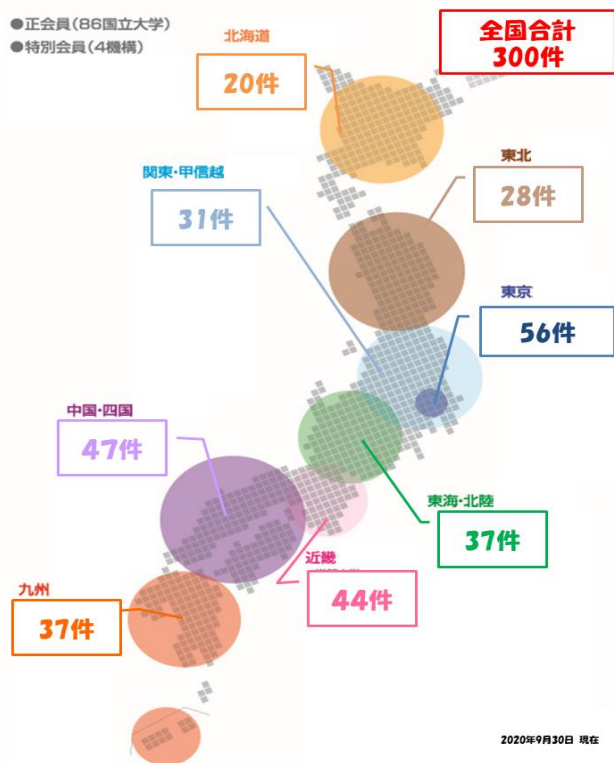 ●正会員(86国立大学)
●特別会員(4機構)
全国合計
300件
北海道
20件
東北
28件
関東・甲信越
31件
東京
56件
中国・四国
47件
東海・北陸
37件
近畿
44件
九州
37件
2020年9月30日 現在